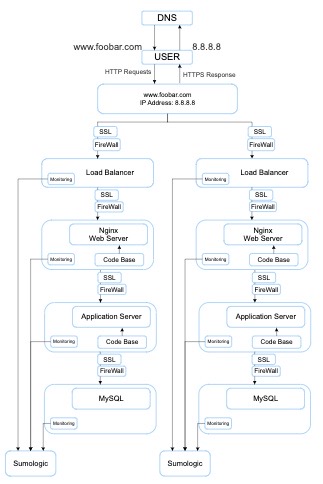 DNS
www.foobar.com
8.8.8.8
USER
HTTP Requests
HTTPS Response
www.foobar.com
IP Address: 8.8.8.8
SSL
FireWall
SSL
FireWall
Load Balancer
Monitoring
Load Balancer
Monitoring
SSL
FireWall
SSL
FireWall
Nginx
Web Server
Monitoring
Code Base
Nginx
Web Server
Monitoring
Code Base
SSL
FireWall
SSL
FireWall
Application Server
Monitoring
Code Base
Application Server
Monitoring
Code Base
SSL
FireWall
SSL
FireWall
MySQL
Monitoring
MySQL
Monitoring
Sumologic
Sumologic